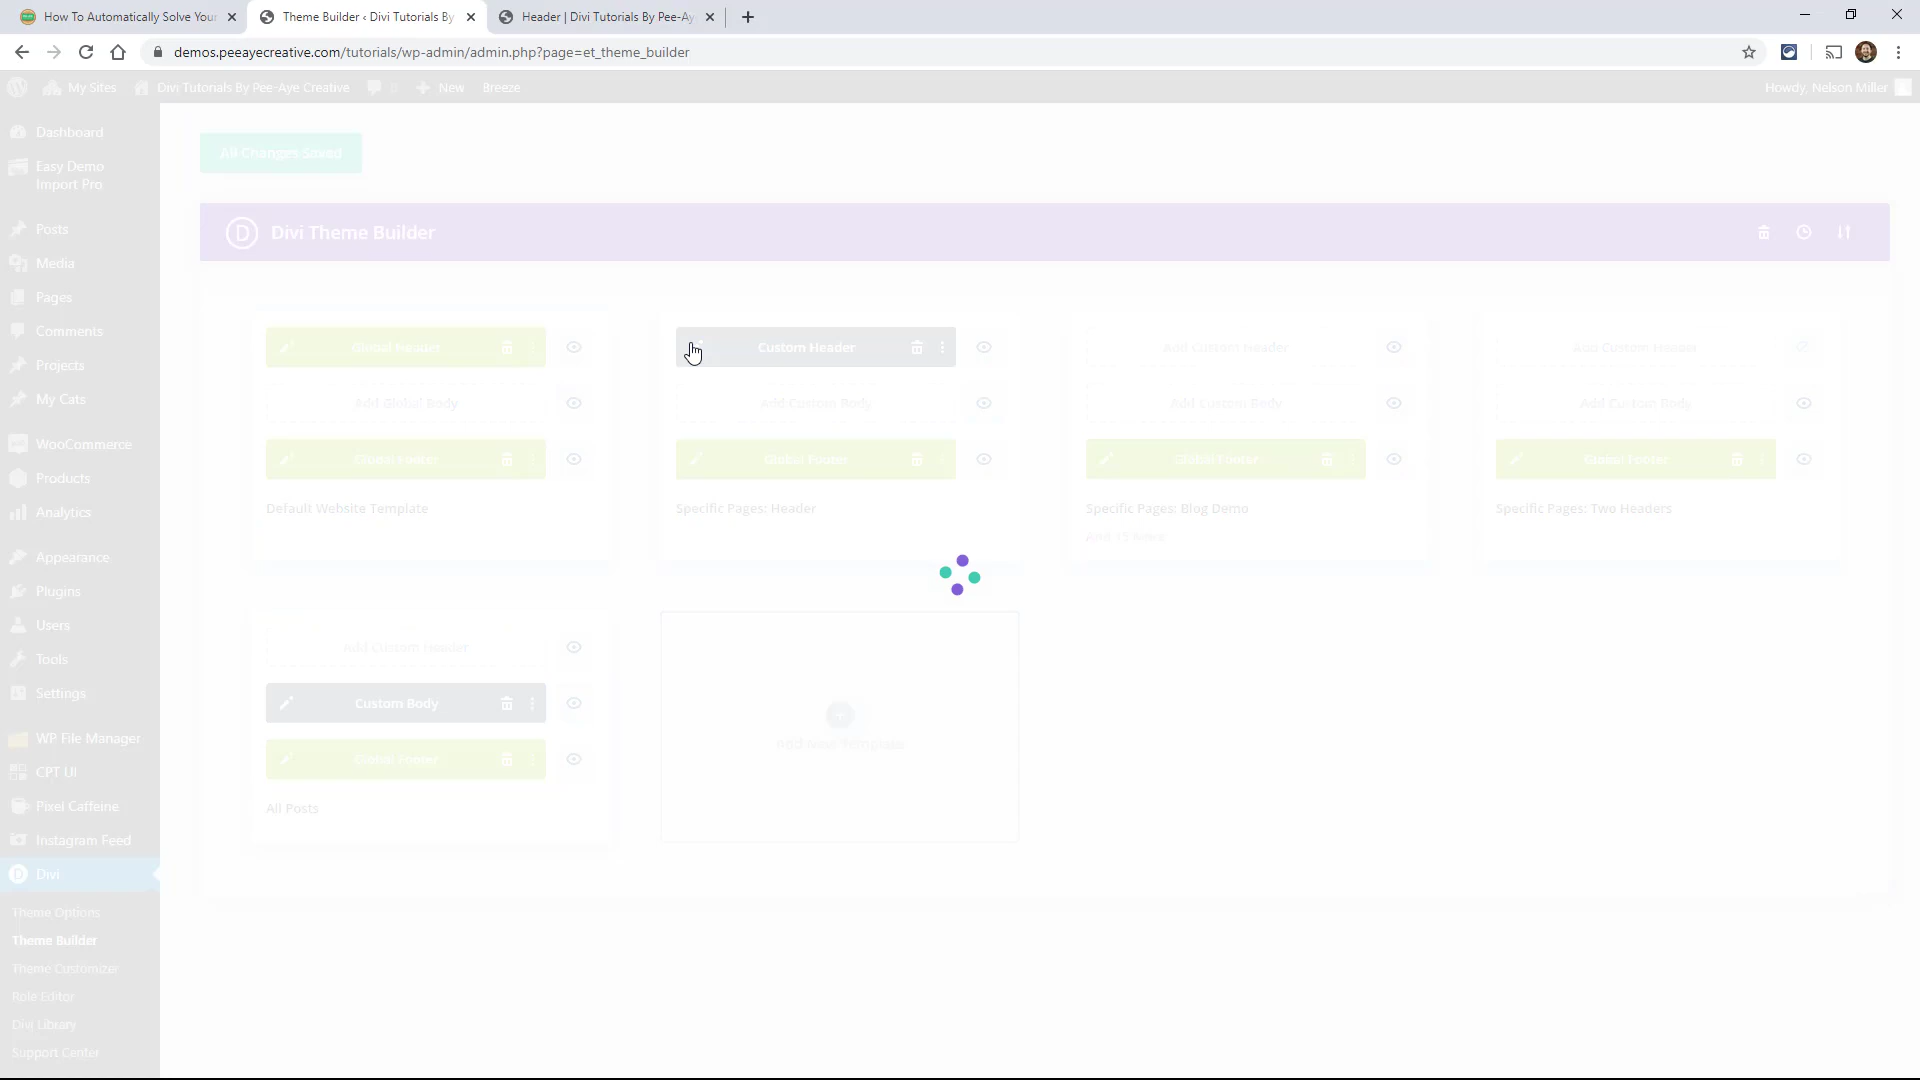 How To Automatically Solve Your
Theme Builder ‹ Divi Tutorials By
Header | Divi Tutorials By Pee-Ay
demos.peeayecreative.com/tutorials/wp-admin/admin.php?page=et_theme_builder
My Sites
Divi Tutorials By Pee-Aye Creative
New
Breeze
Howdy, Nelson Miller
Dashboard
Easy Demo
Import Pro
Posts
Media
Pages
Comments
Projects
My Cats
WooCommerce
Products
Analytics
Appearance
Plugins
Users
Tools
Settings
WP File Manager
CPT UI
Pixel Caffeine
Instagram Feed
Divi
Theme Options
Theme Builder
Theme Customizer
Role Editor
Divi Library
Support Center
All Changes Saved
D Divi Theme Builder
Global Header
Add Global Body
Global Footer
Default Website Template
Custom Header
Add Custom Body
Global Footer
Specific Pages: Header
Add Custom Header
Add Custom Body
Global Footer
Specific Pages: Blog Demo
Add Custom Header
Add Custom Body
Global Footer
Specific Pages: Two Headers
Add Custom Header
Custom Body
Global Footer
All Posts
Add New Template